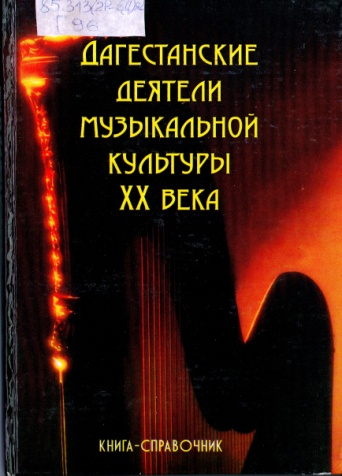 Дагестанские
деятели
музыкальной
культуры
XX века
книга-справочник